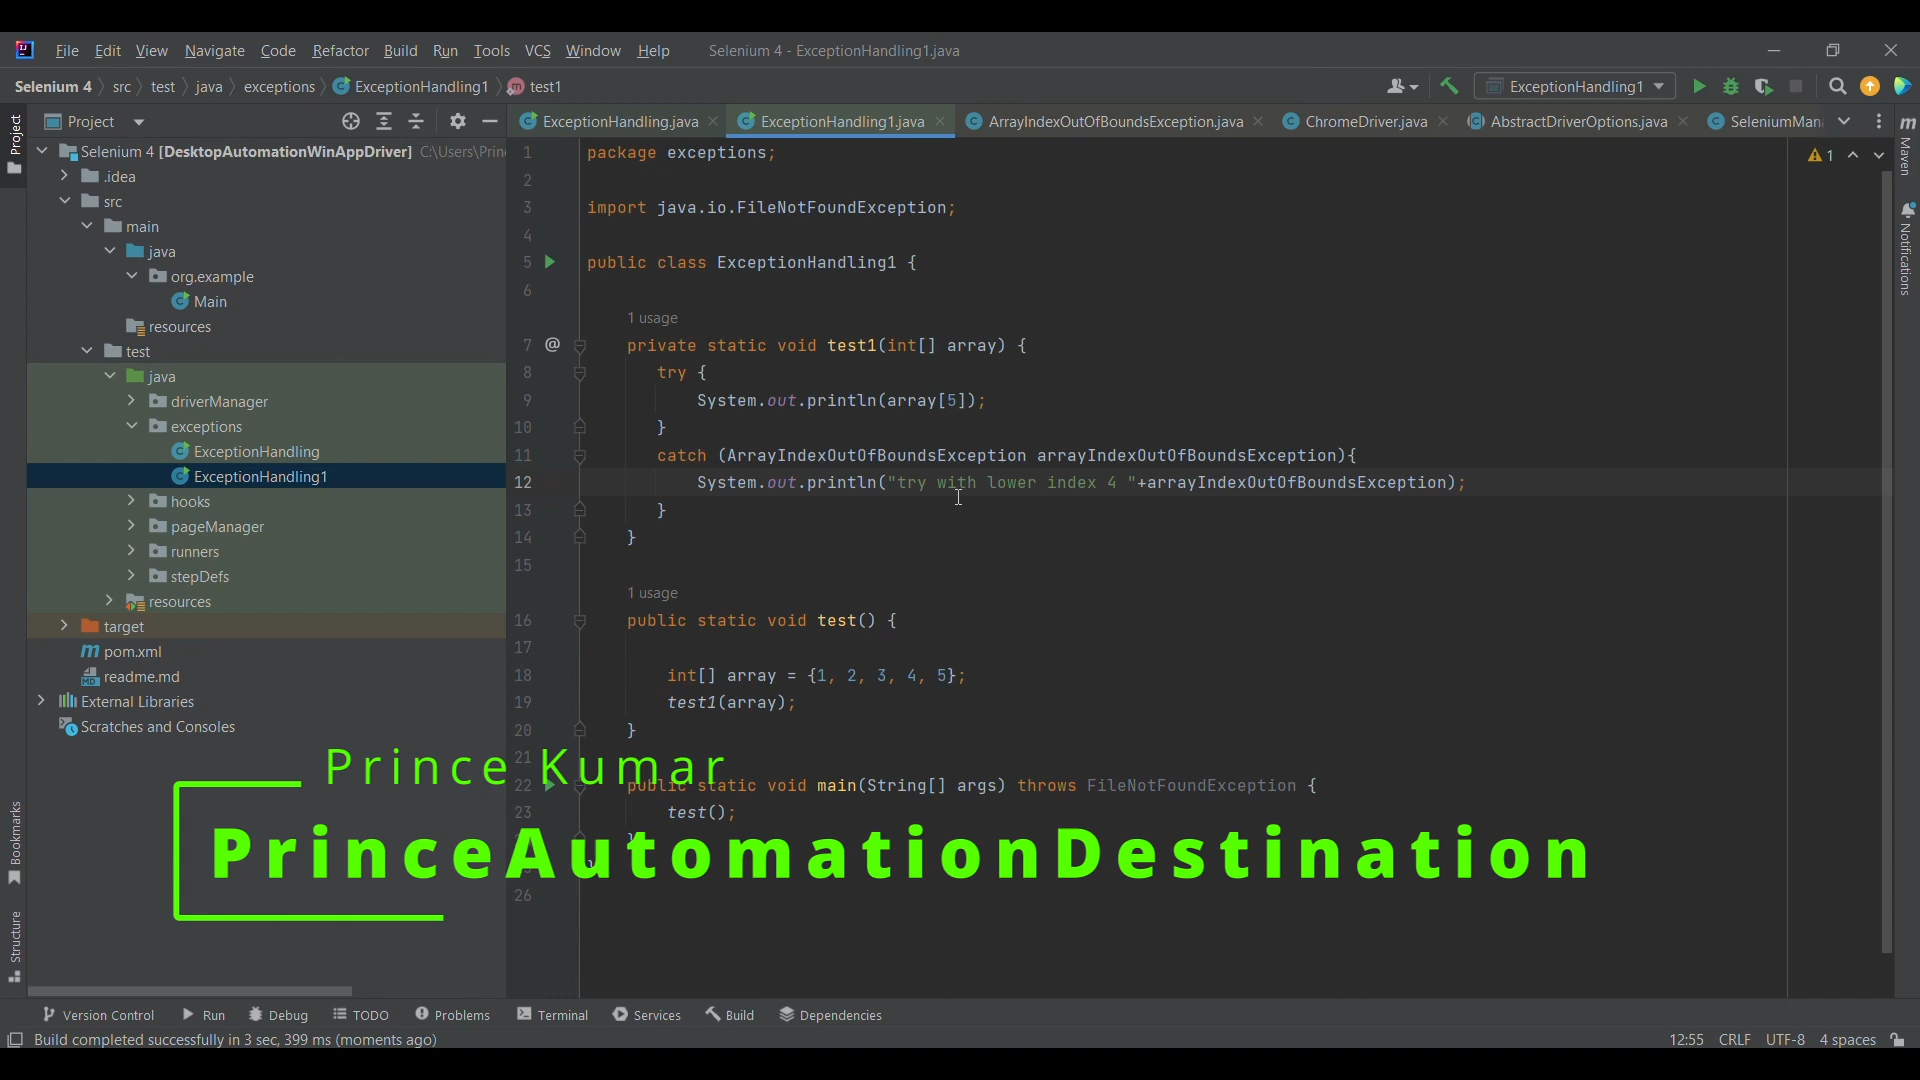 File Edit View Navigate Code Refactor Build Run Tools VCS Window Help Selenium 4 - ExceptionHandling1.java
Selenium 4 src test java exceptions ExceptionHandling1 test1 ExceptionHandling1
Project ExceptionHandling.java ExceptionHandling1.java ArrayIndexOutOfBoundsException.java ChromeDriver.java AbstractDriverOptions.java
Project
Maven
Notifications
Bookmarks
Structure
Selenium 4 [DesktopAutomationWinAppDriver] C:\Users\Prin
.idea
src
main
java
org.example
Main
resources
test
java
driverManager
exceptions
ExceptionHandling
ExceptionHandling1
hooks
pageManager
runners
stepDefs
resources
target
pom.xml
readme.md
External Libraries
Scratches and Consoles
1
1 package exceptions;
2
3 import java.io.FileNotFoundException;
4
5 public class ExceptionHandling1 {
6
1 usage
7 @ private static void test1(int[] array) {
8 try {
9 System.out.println(array[5]);
10 }
11 catch (ArrayIndexOutOfBoundsException arrayIndexOutOfBoundsException){
12 System.out.println("try with lower index 4 "+arrayIndexOutOfBoundsException);
13 }
14 }
15
1 usage
16 public static void test() {
17
18 int[] array = {1, 2, 3, 4, 5};
19 test1(array);
20 }
21
22 public static void main(String[] args) throws FileNotFoundException {
23 test();
26
Prince Kumar
PrinceAutomationDestination
Version Control Run Debug TODO Problems Terminal Services Build Dependencies
Build completed successfully in 3 sec, 399 ms (moments ago) 12:55 CRLF UTF-8 4 spaces